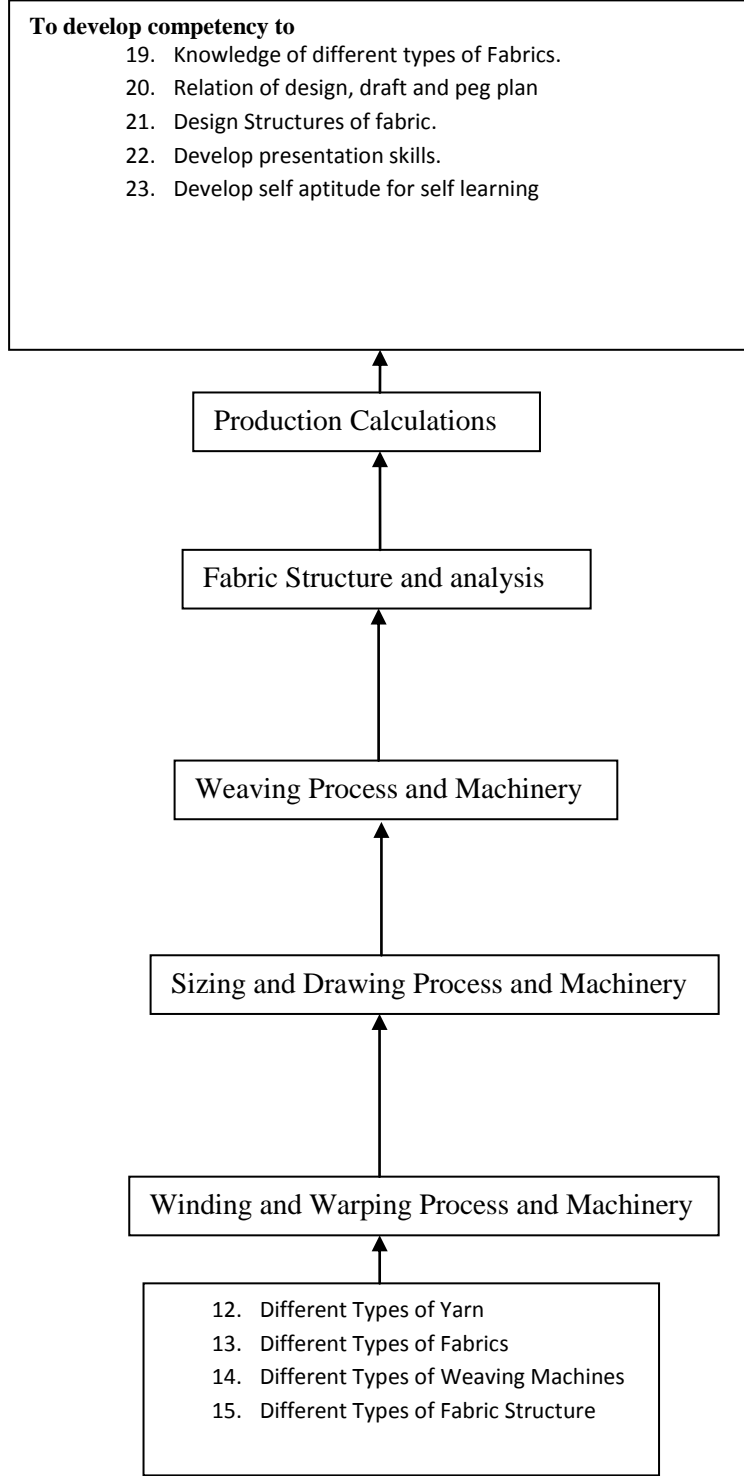 To develop competency to
19. Knowledge of different types of Fabrics.
20. Relation of design, draft and peg plan
21. Design Structures of fabric.
22. Develop presentation skills.
23. Develop self aptitude for self learning
Production Calculations
Fabric Structure and analysis
Weaving Process and Machinery
Sizing and Drawing Process and Machinery
Winding and Warping Process and Machinery
12. Different Types of Yarn
13. Different Types of Fabrics
14. Different Types of Weaving Machines
15. Different Types of Fabric Structure